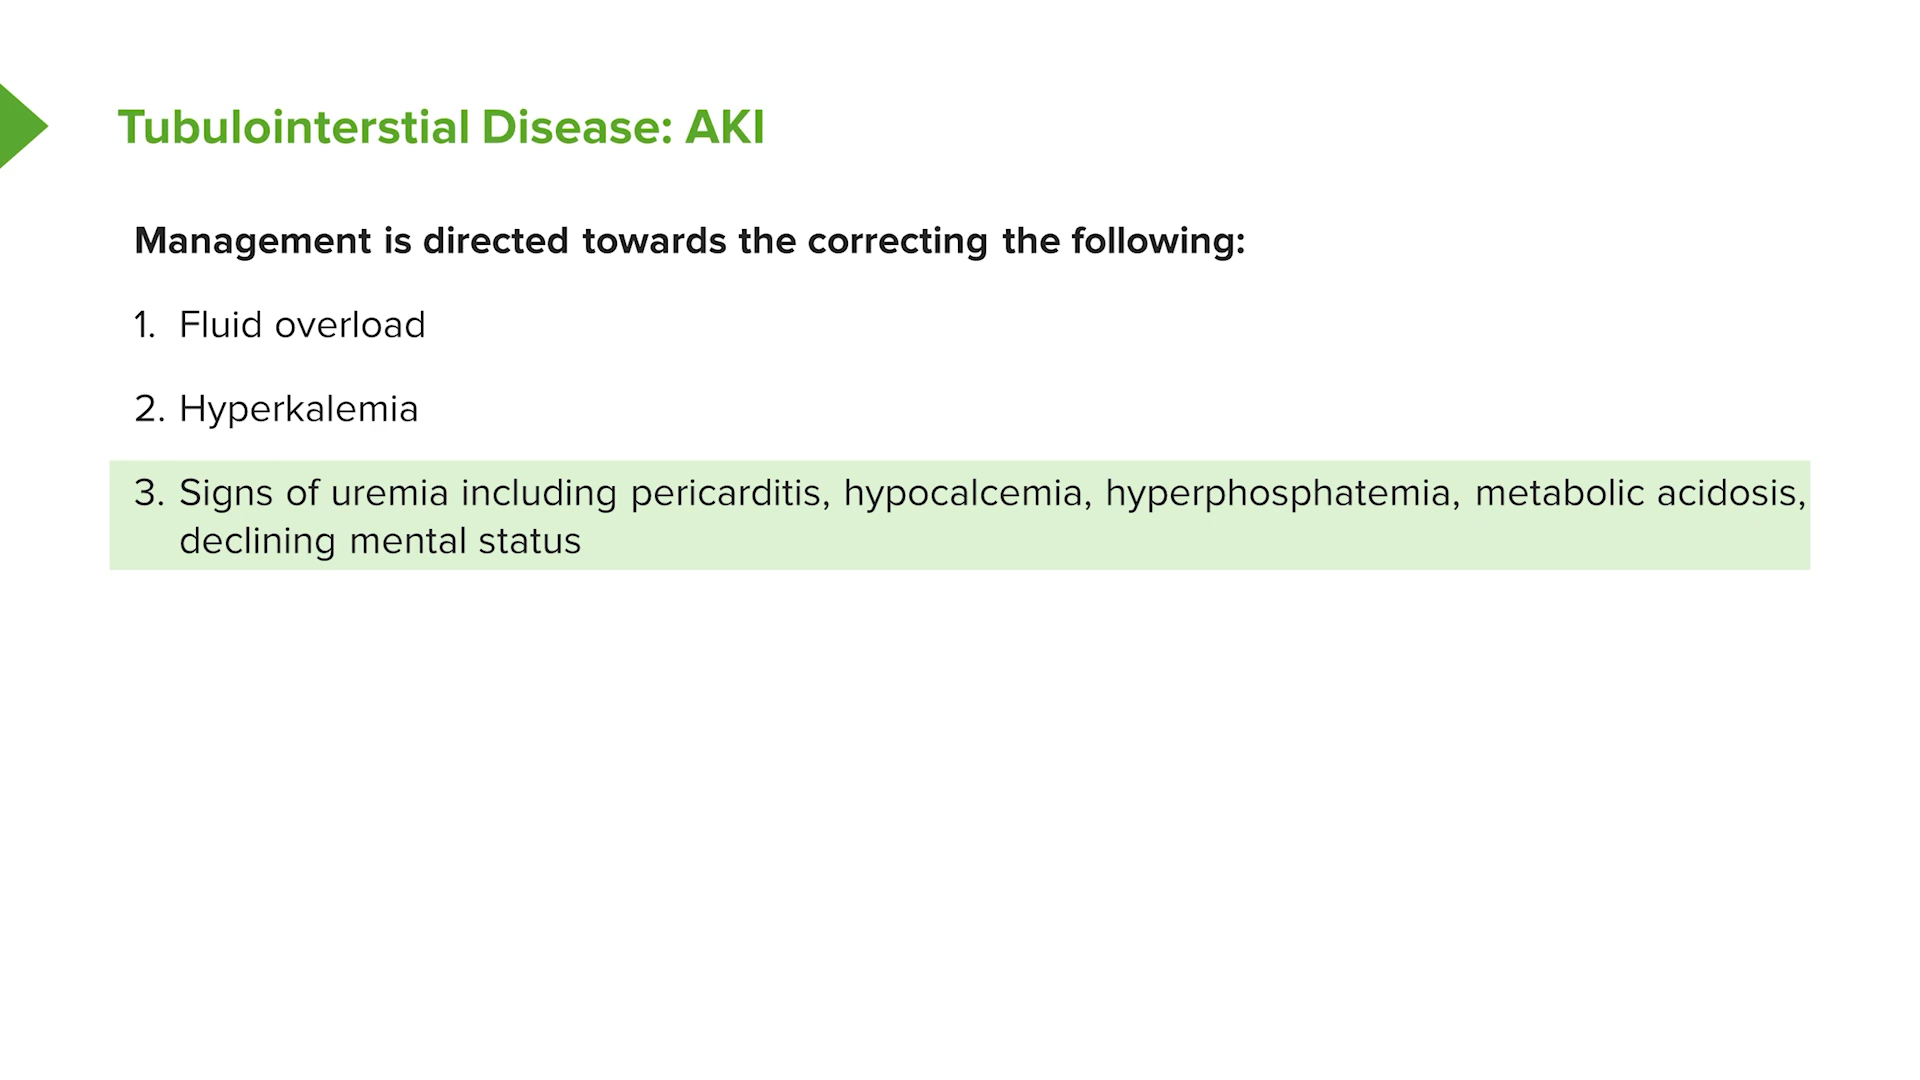 Tubulointerstial Disease: AKI
Management is directed towards the correcting the following:
1. Fluid overload
2. Hyperkalemia
3. Signs of uremia including pericarditis, hypocalcemia, hyperphosphatemia, metabolic acidosis,
declining mental status